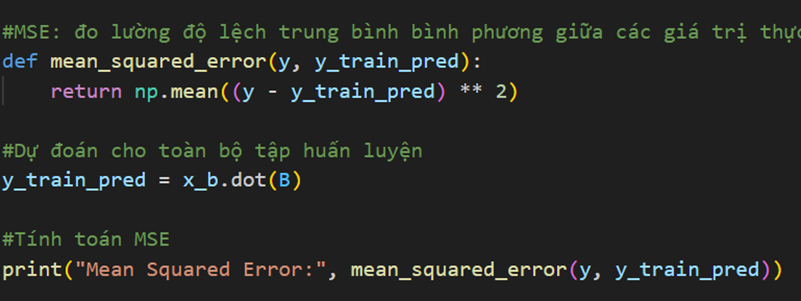 #MSE: đo lường độ lệch trung bình bình phương giữa các giá trị thực
def mean_squared_error(y, y_train_pred):
    return np.mean((y - y_train_pred) ** 2)
#Dự đoán cho toàn bộ tập huấn luyện
y_train_pred = x_b.dot(B)
#Tính toán MSE
print("Mean Squared Error:", mean_squared_error(y, y_train_pred))